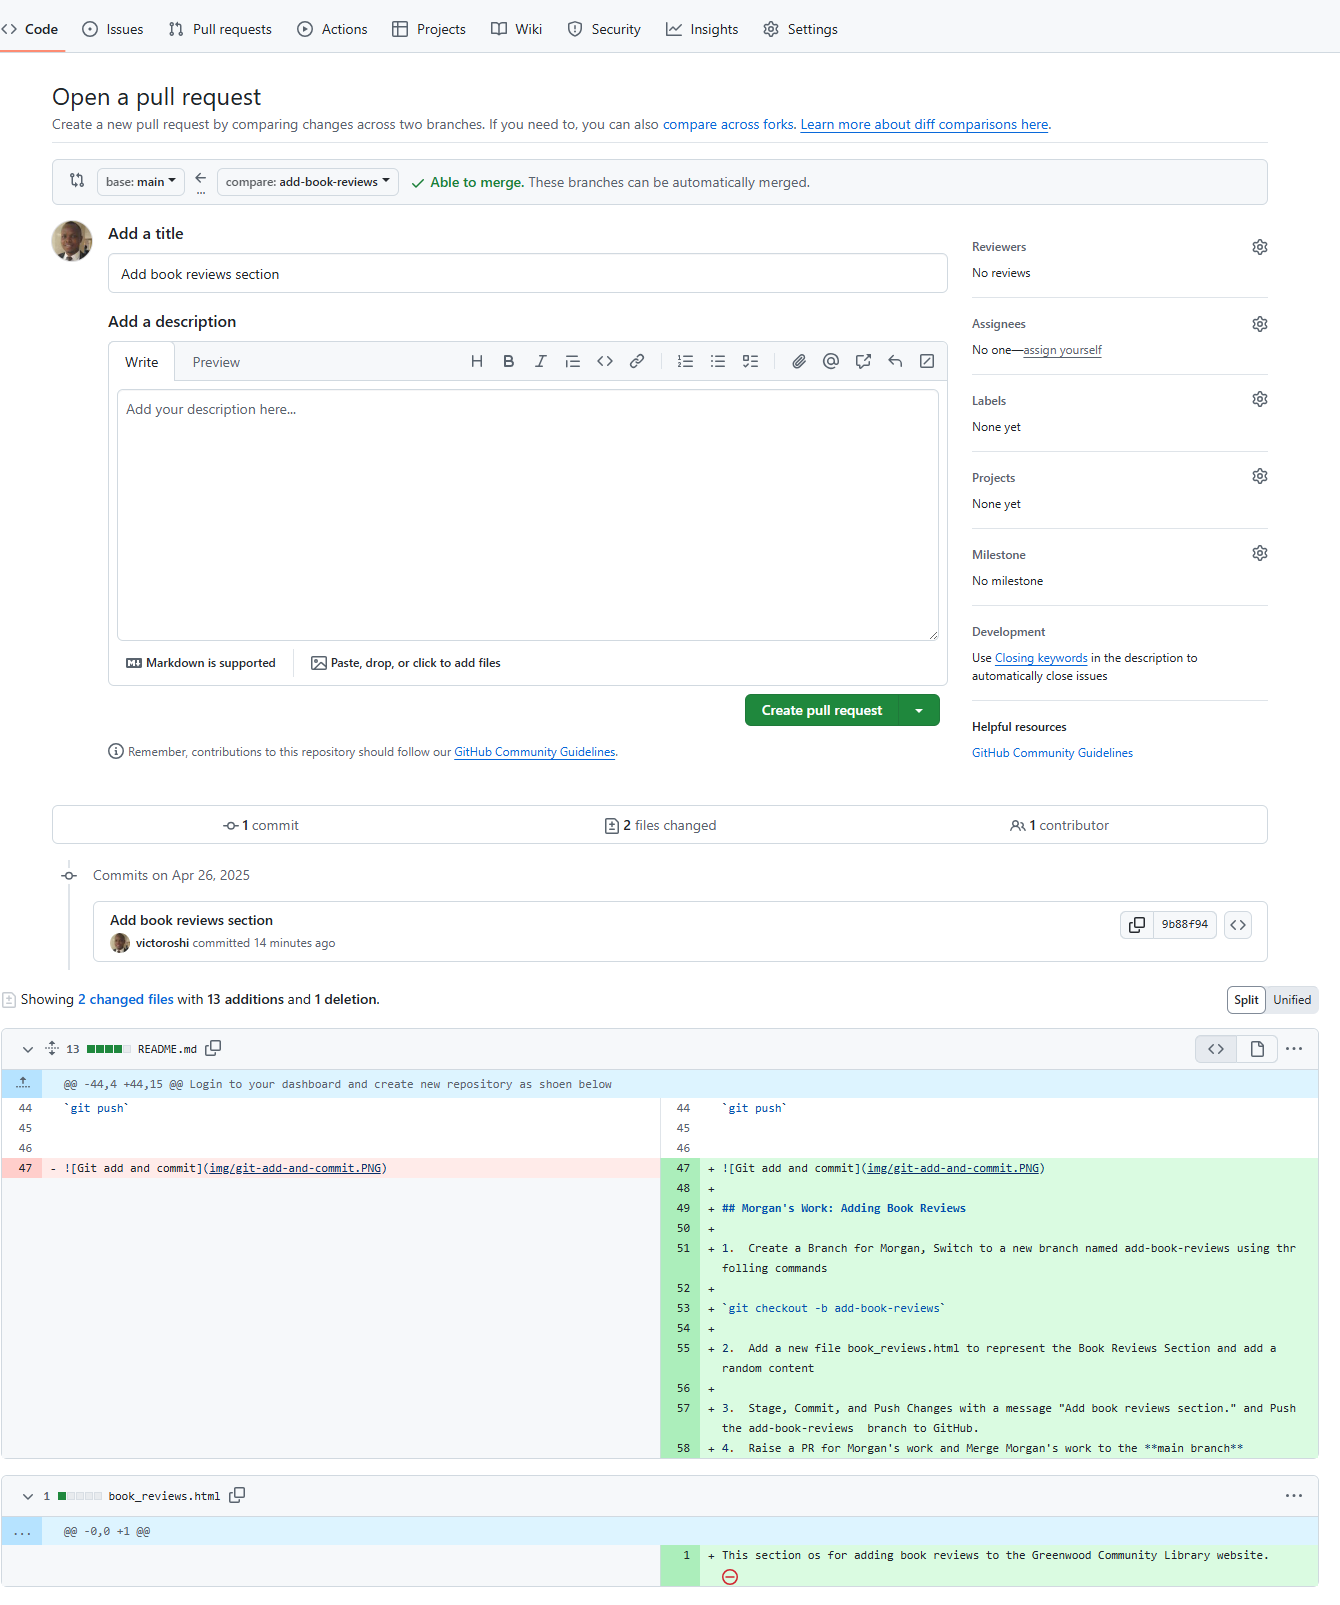 Code Issues Pull requests Actions Projects Wiki Security Insights Settings
Open a pull request
Create a new pull request by comparing changes across two branches. If you need to, you can also compare across forks. Learn more about diff comparisons here.
base: main compare: add-book-reviews Able to merge. These branches can be automatically merged.
Add a title
Add book reviews section
Add a description
Write Preview
Add your description here...
Markdown is supported Paste, drop, or click to add files
Create pull request
Remember, contributions to this repository should follow our GitHub Community Guidelines.
Reviewers
No reviews
Assignees
No one—assign yourself
Labels
None yet
Projects
None yet
Milestone
No milestone
Development
Use Closing keywords in the description to
automatically close issues
Helpful resources
GitHub Community Guidelines
1 commit 2 files changed 1 contributor
Commits on Apr 26, 2025
Add book reviews section
victoroshi committed 14 minutes ago
9b88f94
Showing 2 changed files with 13 additions and 1 deletion.
Split Unified
13 README.md
@@ -44,4 +44,15 @@ Login to your dashboard and create new repository as shoen below
44 `git push` 44 `git push`
45 45
46 46
47 - ![Git add and commit](img/git-add-and-commit.PNG) 47 + ![Git add and commit](img/git-add-and-commit.PNG)
48 +
49 + ## Morgan's Work: Adding Book Reviews
50 +
51 + 1. Create a Branch for Morgan, Switch to a new branch named add-book-reviews using thr
folling commands
52 +
53 + `git checkout -b add-book-reviews`
54 +
55 + 2. Add a new file book_reviews.html to represent the Book Reviews Section and add a
random content
56 +
57 + 3. Stage, Commit, and Push Changes with a message "Add book reviews section." and Push
the add-book-reviews branch to GitHub.
58 + 4. Raise a PR for Morgan's work and Merge Morgan's work to the **main branch**
1 book_reviews.html
@@ -0,0 +1 @@
1 + This section os for adding book reviews to the Greenwood Community Library website.